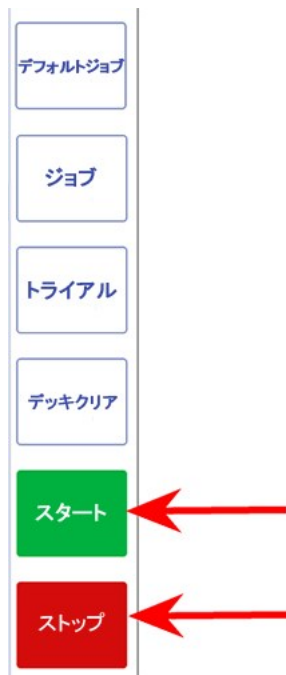 デフォルトジョブ
ジョブ
トライアル
デッキクリア
スタート
ストップ